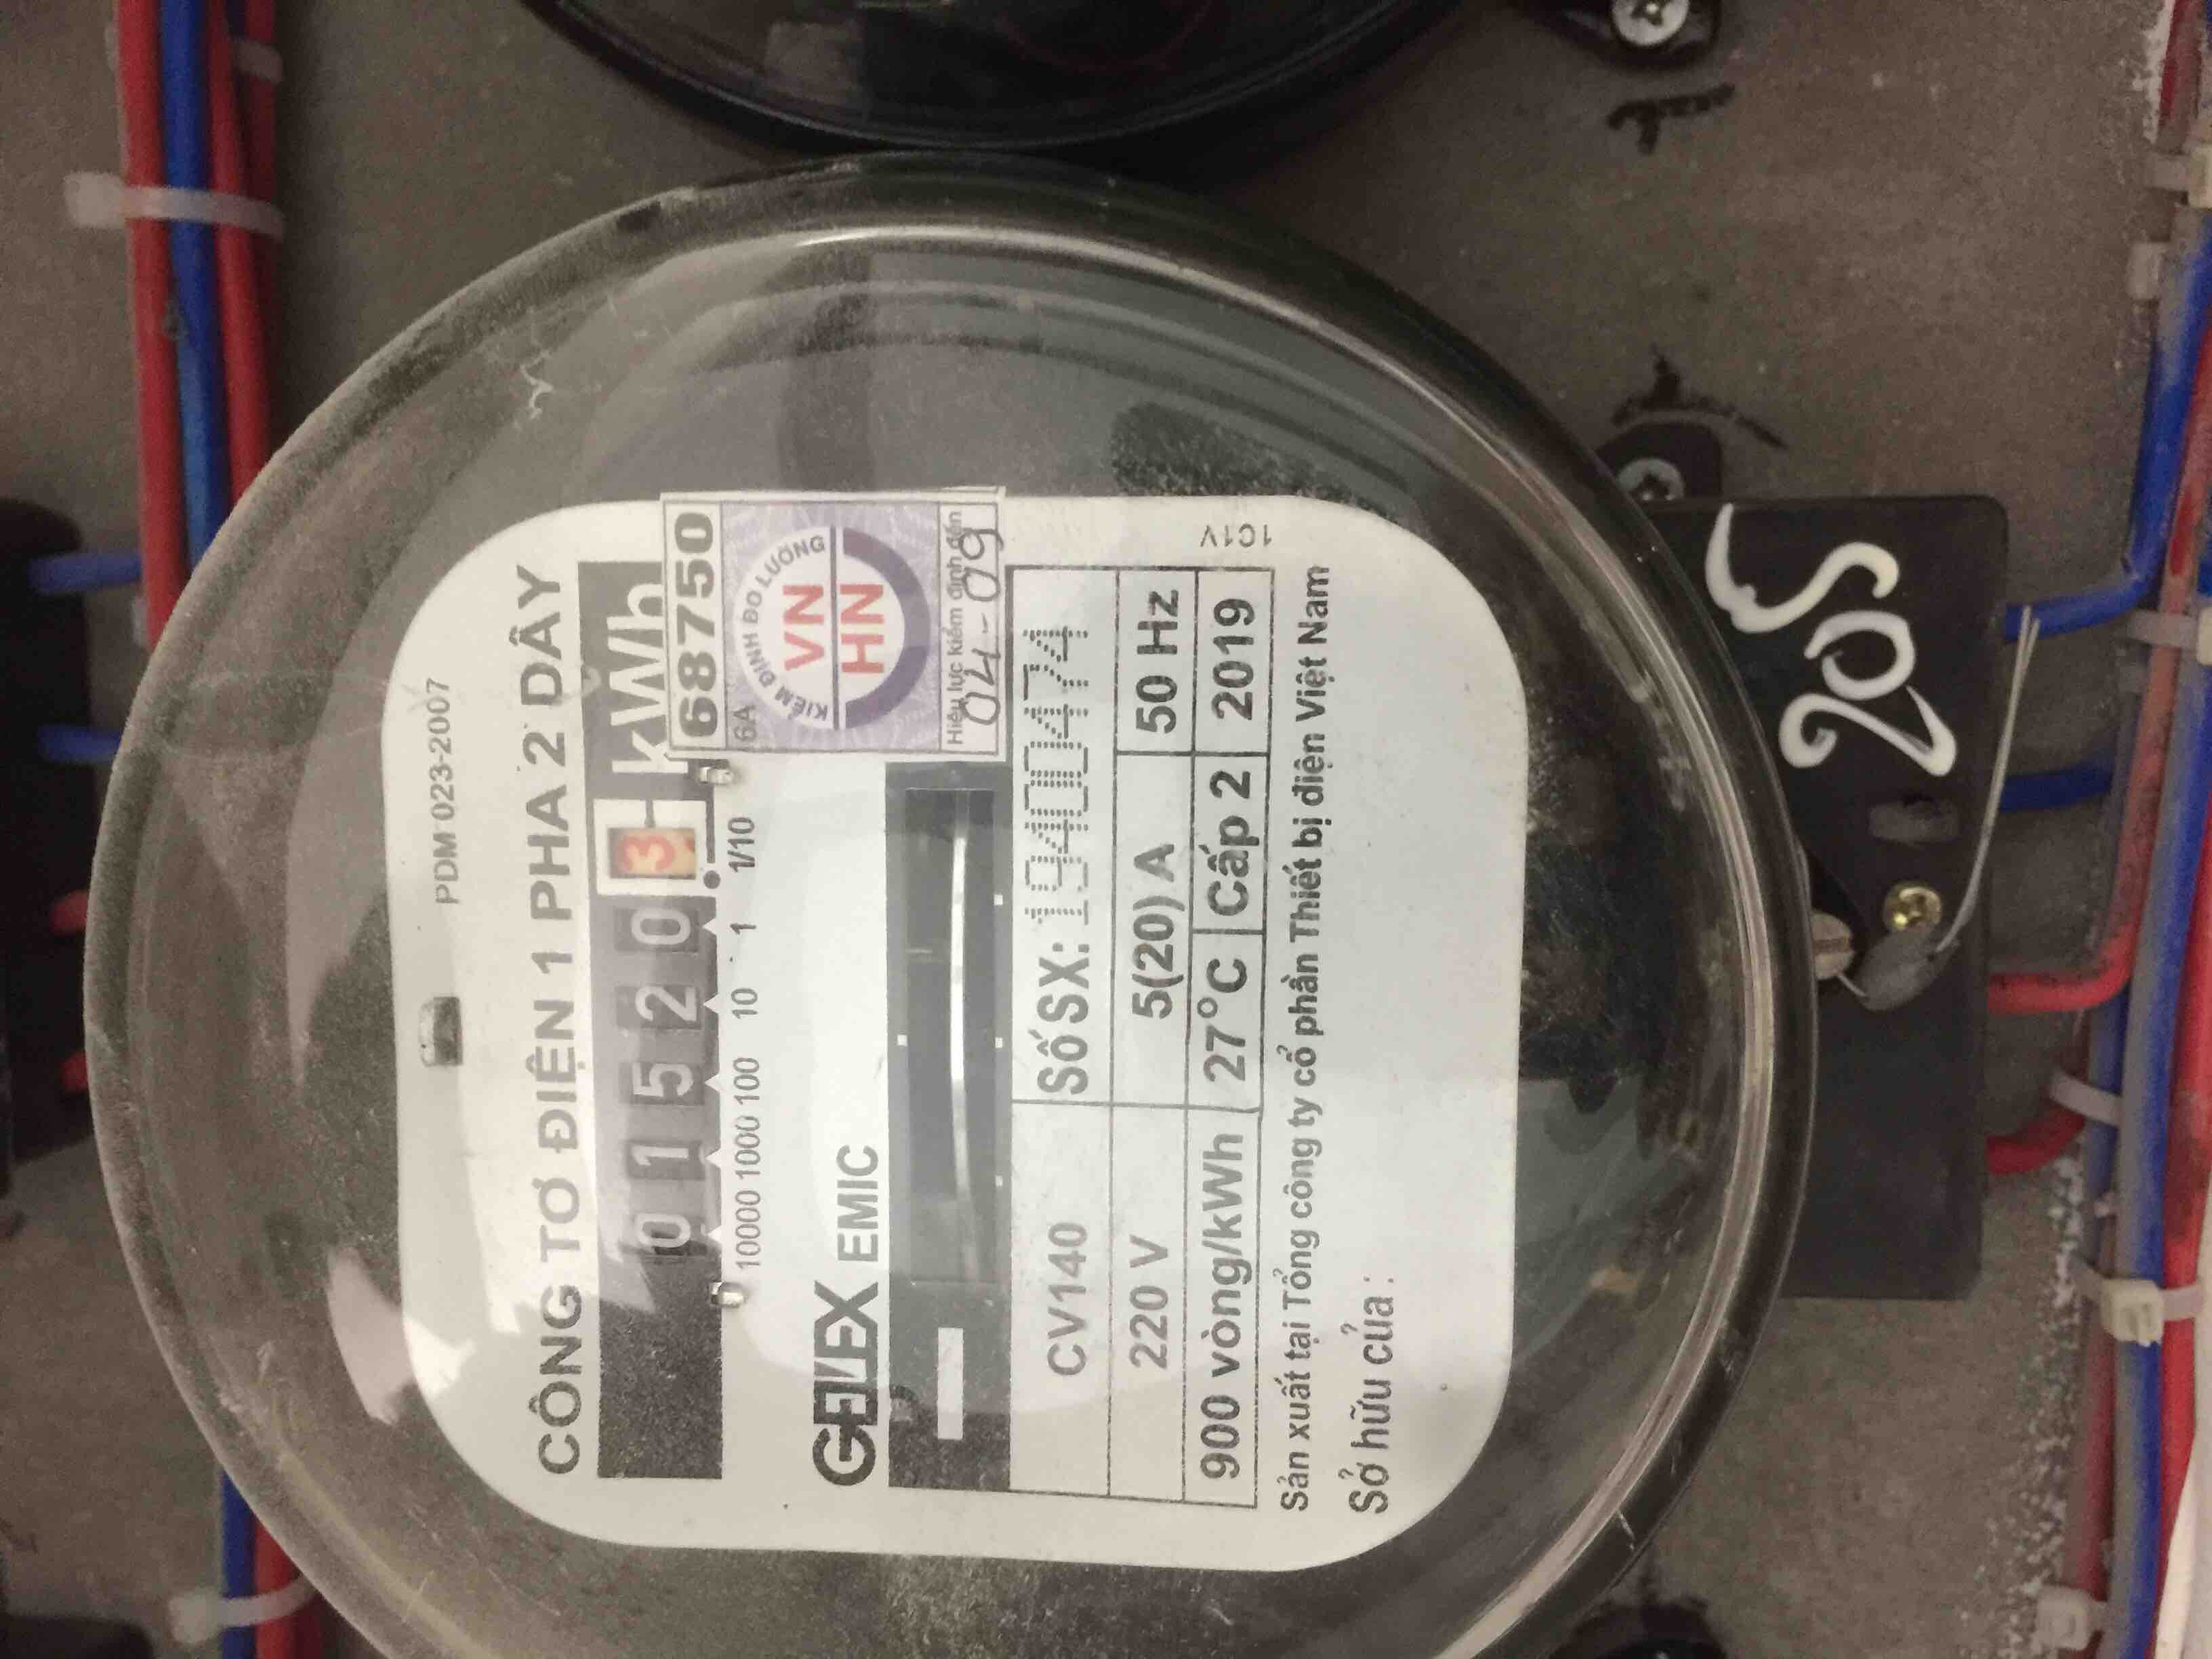 PDM 023-2007
CÔNG TƠ ĐIỆN 1 PHA 2 DÂY
0 1 5 2 0 3 kWh
10000 1000 100 10 1 1/10
68750
6A
KIỂM ĐỊNH ĐO LƯỜNG
VN
HN
Hiệu lực kiểm định đến
04-09
GELEX EMIC
CV140 Số SX: 19400474
220 V 5(20) A 50 Hz
900 vòng/kWh 27°C Cấp 2 2019
1C1V
Sản xuất tại Tổng công ty cổ phần Thiết bị điện Việt Nam
Sở hữu của :